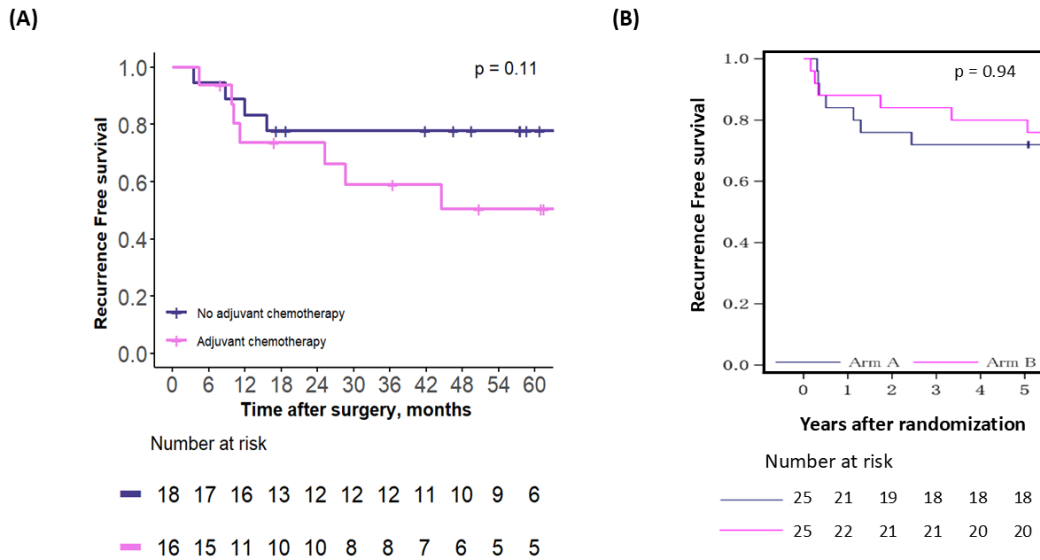 (A)
Recurrence Free survival
1.0
0.8
0.6
0.4
0.2
0.0
p = 0.11
No adjuvant chemotherapy
Adjuvant chemotherapy
0 6 12 18 24 30 36 42 48 54 60
Time after surgery, months
Number at risk
18 17 16 13 12 12 12 11 10 9 6
16 15 11 10 10 8 8 7 6 5 5
(B)
Recurrence Free survival
1.0
0.8
0.6
0.4
0.2
0.0
p = 0.94
Arm A Arm B
0 1 2 3 4 5
Years after randomization
Number at risk
25 21 19 18 18 18
25 22 21 21 20 20